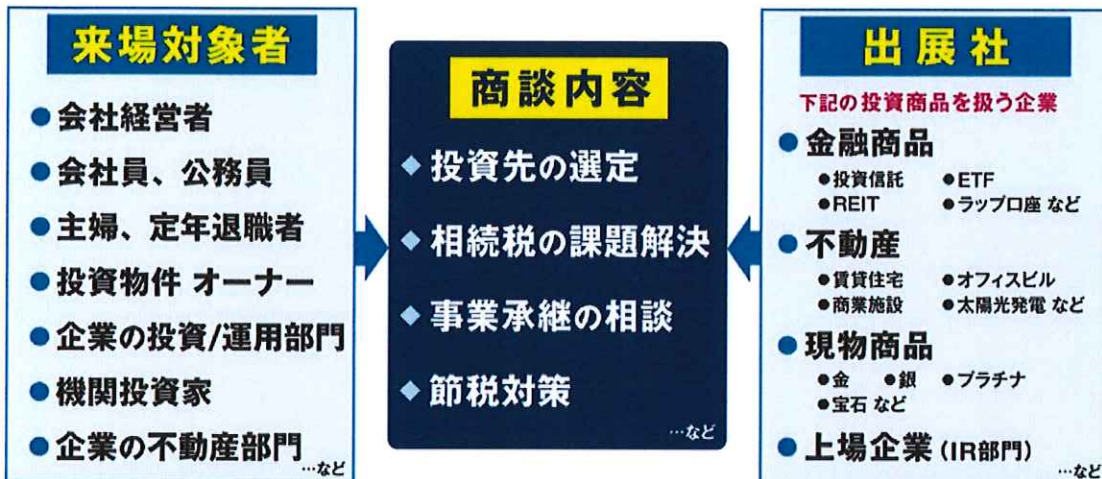 来場対象者
●会社経営者
●会社員、公務員
●主婦、定年退職者
●投資物件 オーナー
●企業の投資/運用部門
●機関投資家
●企業の不動産部門
…など
商談内容
◆投資先の選定
◆相続税の課題解決
◆事業承継の相談
◆節税対策
…など
出展社
下記の投資商品を扱う企業
●金融商品
●投資信託 ●ETF
●REIT ●ラップ口座 など
●不動産
●賃貸住宅 ●オフィスビル
●商業施設 ●太陽光発電 など
●現物商品
●金 ●銀 ●プラチナ
●宝石 など
●上場企業(IR部門)
…など